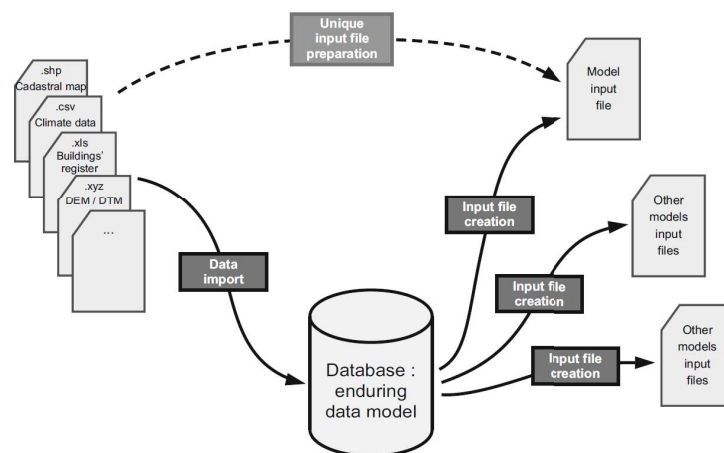 Unique
input file
preparation
.shp
Cadastral map
.csv
Climate data
.xls
Buildings'
register
.xyz
DEM / DTM
...
Model
input
file
Input file
creation
Other
models
input
files
Data
import
Input file
creation
Database :
enduring
data model
Input file
creation
Other
models
input
files